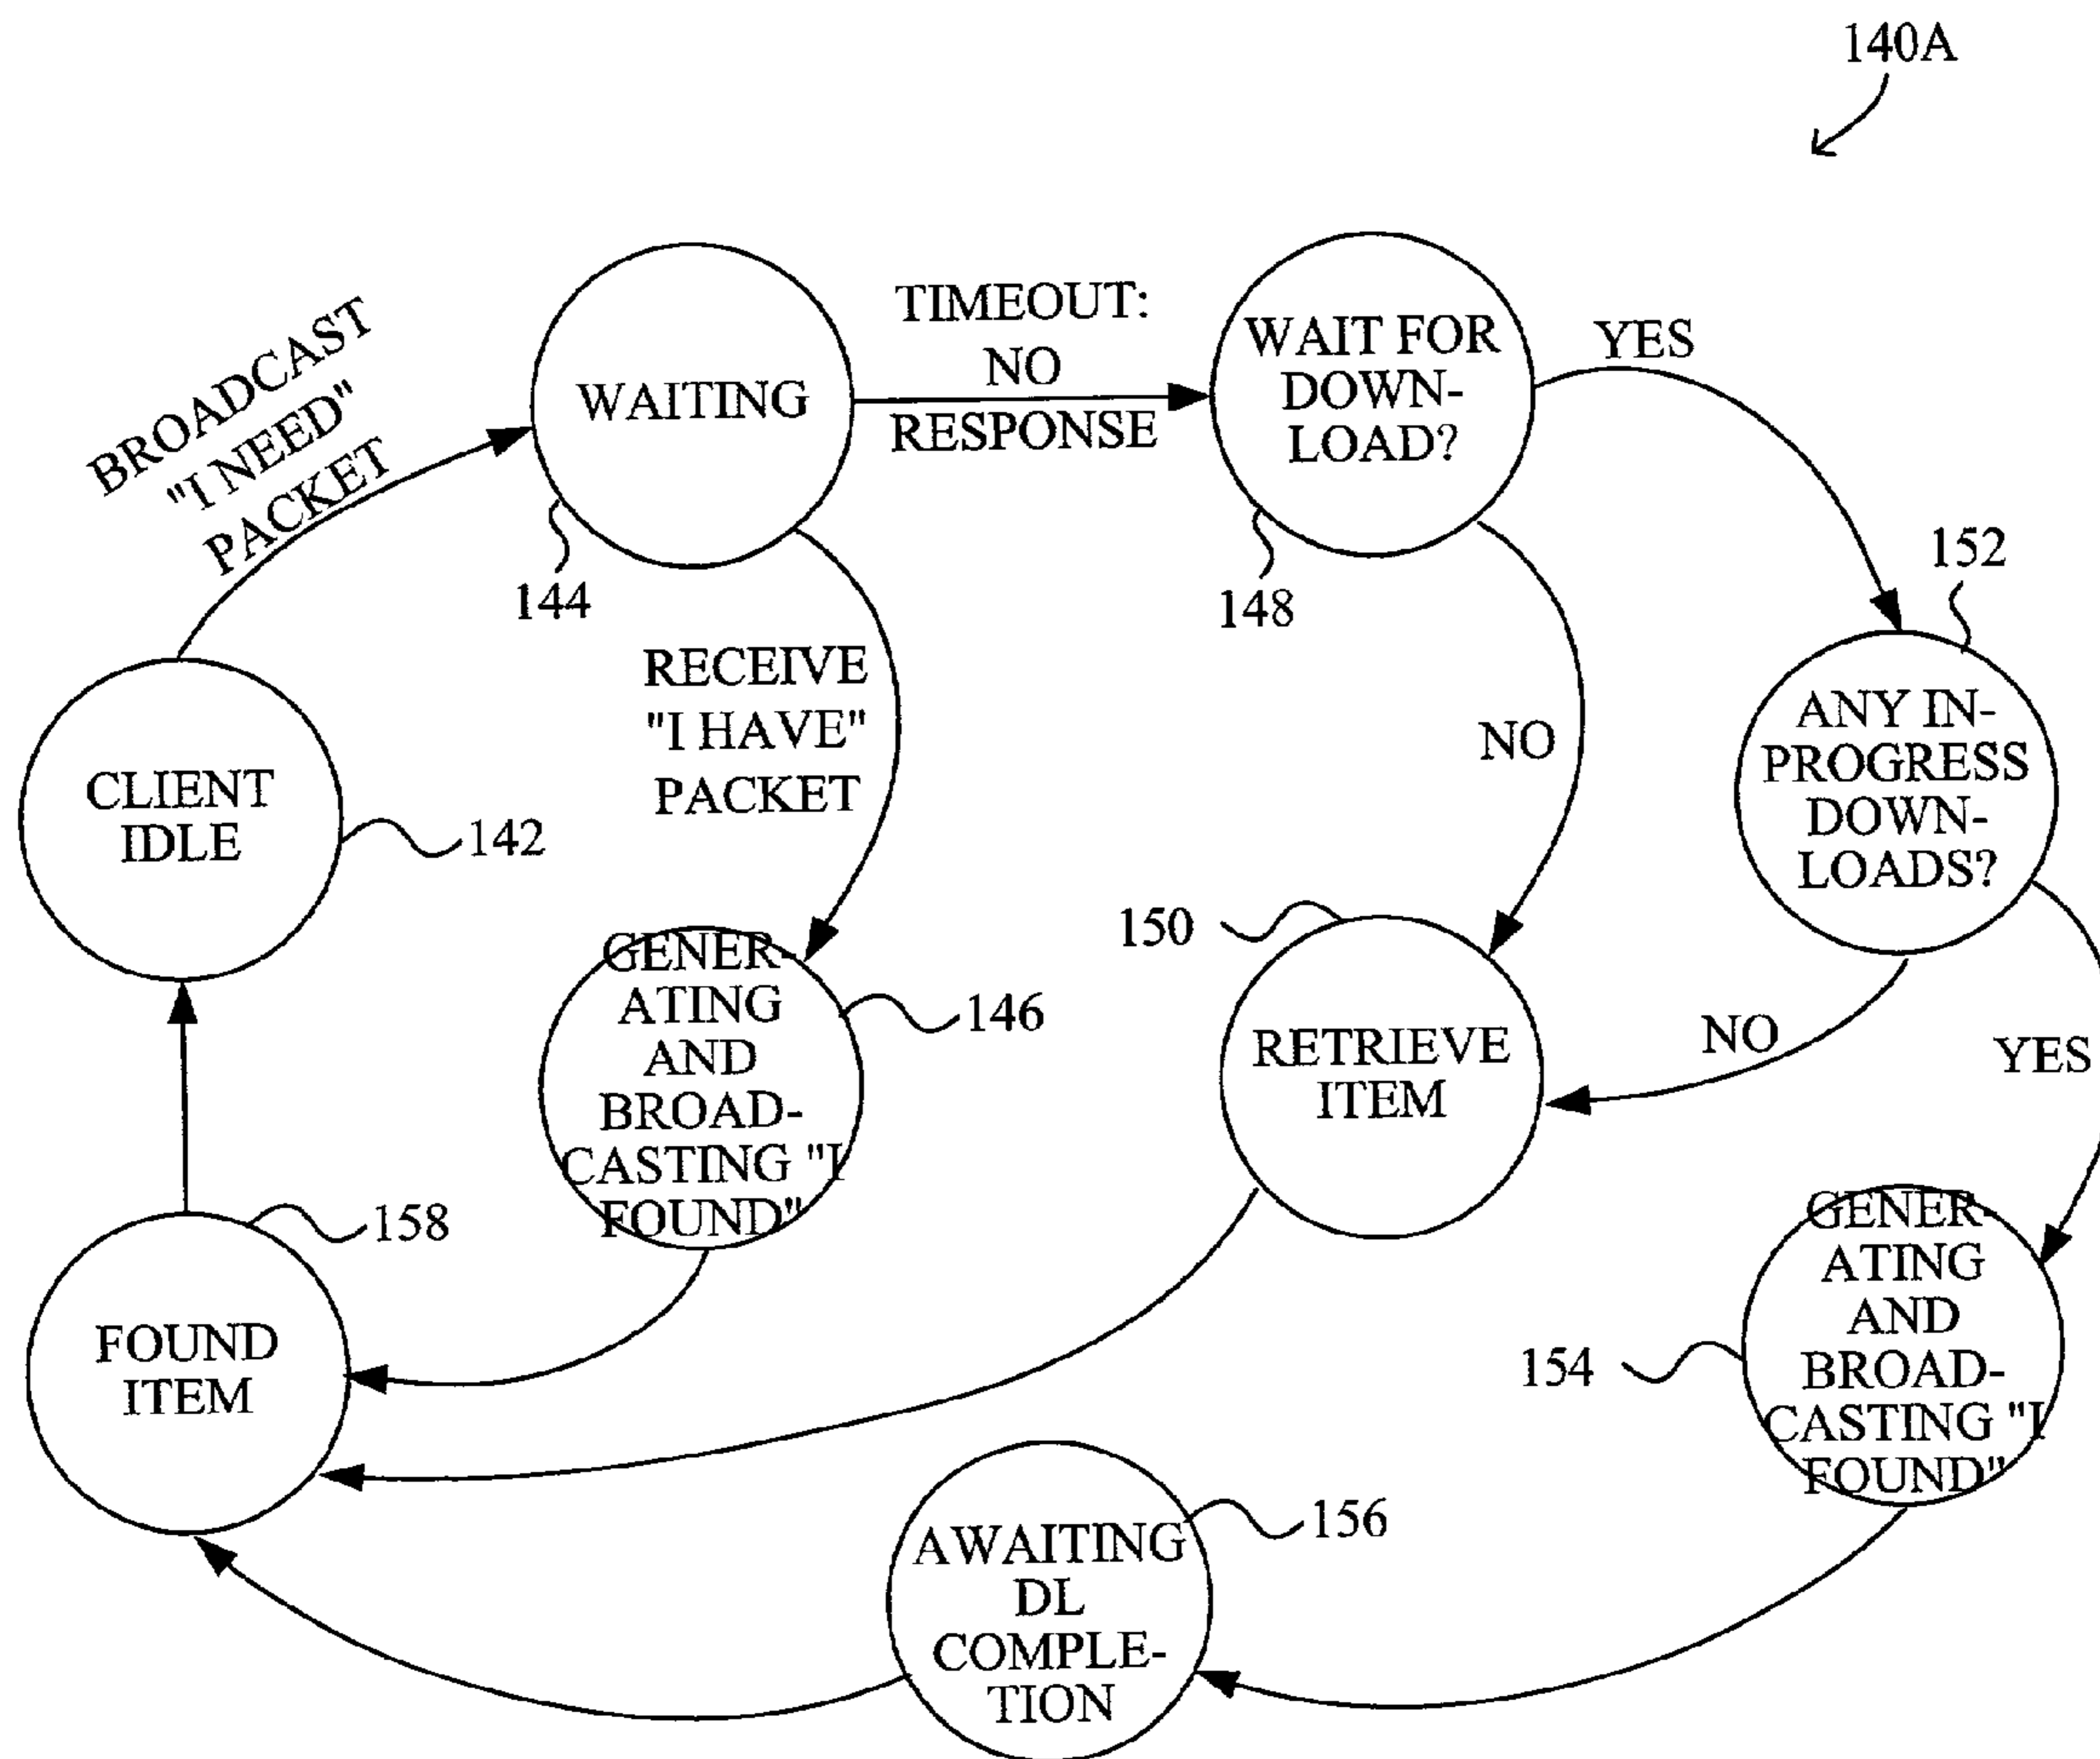 140A
BROADCAST
"I NEED"
PACKET
WAITING
144
TIMEOUT:
NO
RESPONSE
WAIT FOR
DOWN-
LOAD?
148
YES
152
ANY IN-
PROGRESS
DOWN-
LOADS?
CLIENT
IDLE
142
RECEIVE
"I HAVE"
PACKET
NO
150
RETRIEVE
ITEM
NO
YES
GENER-
ATING
AND
BROAD-
CASTING "I
FOUND"
146
158
FOUND
ITEM
GENER-
ATING
AND
BROAD-
CASTING "I
FOUND"
154
AWAITING
DL
COMPLE-
TION
156